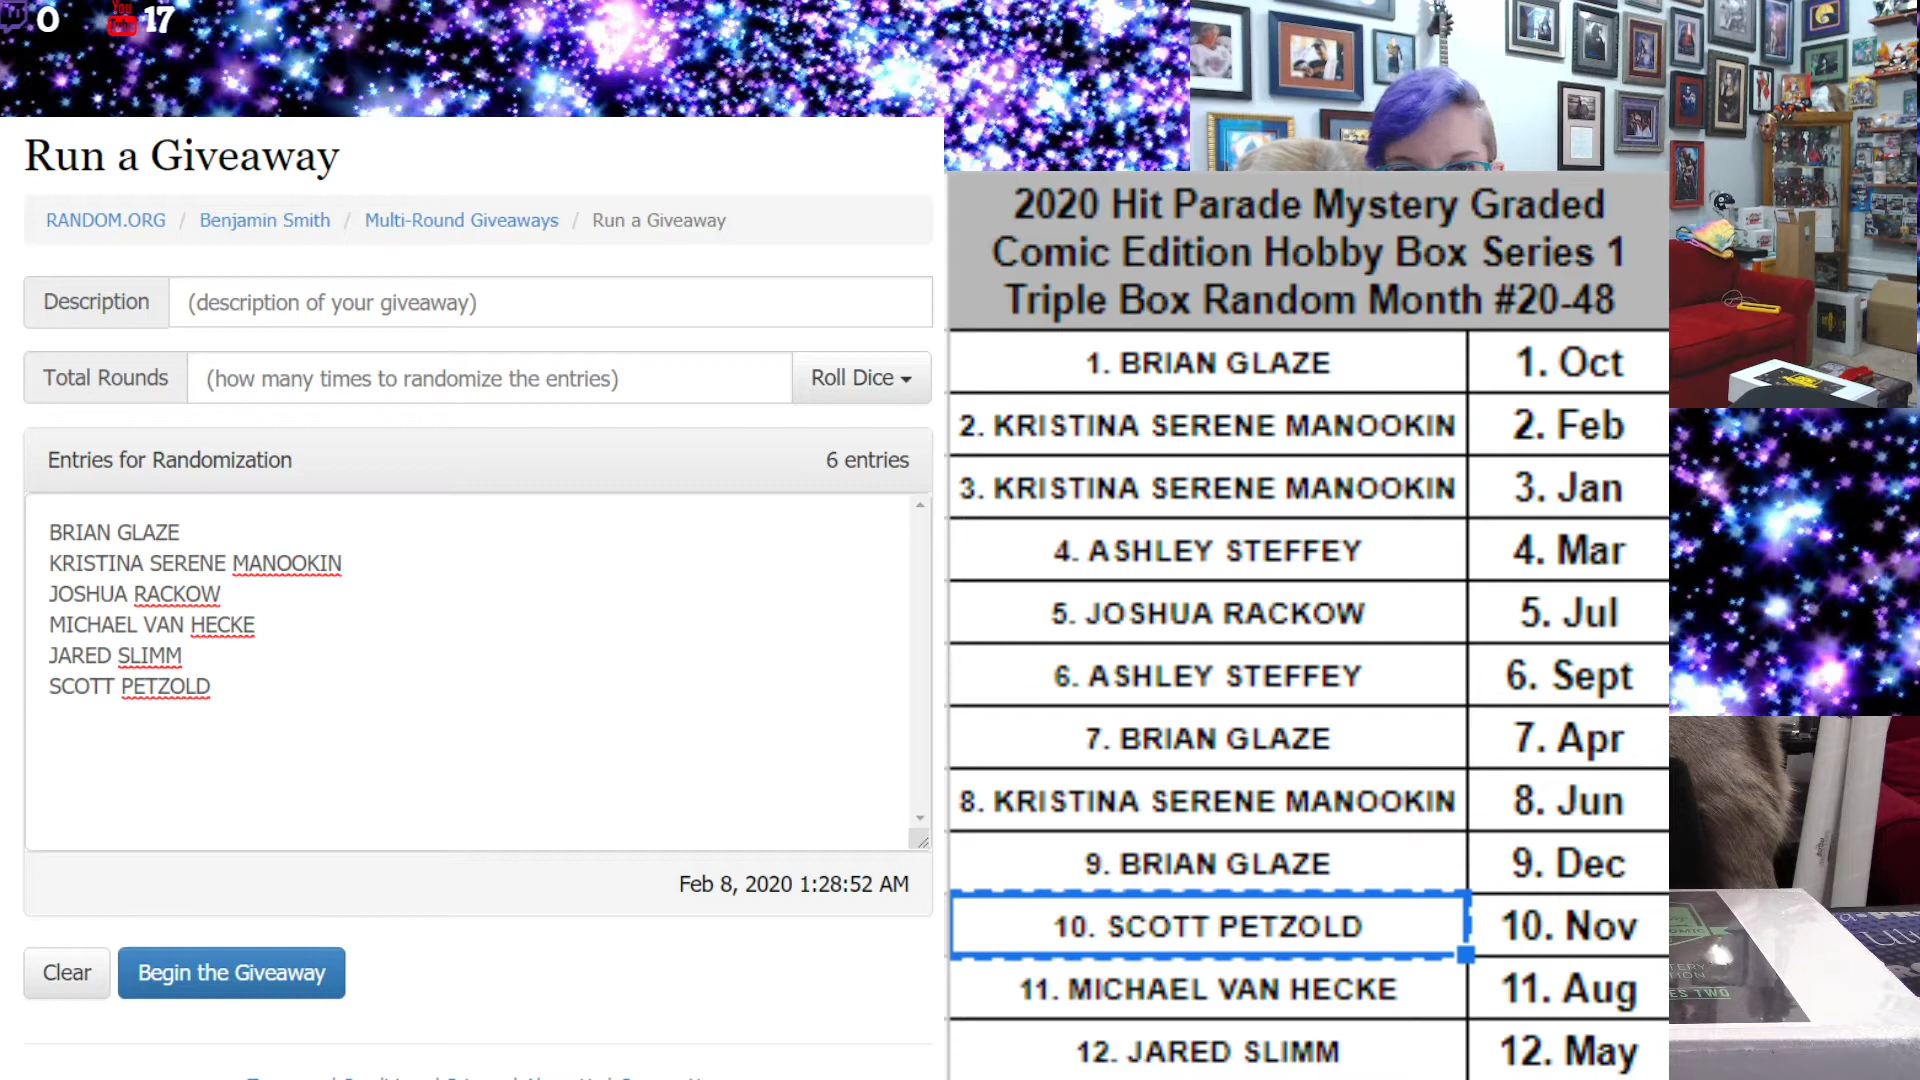 0
You
Tube
17
Run a Giveaway
RANDOM.ORG / Benjamin Smith / Multi-Round Giveaways / Run a Giveaway
Description
(description of your giveaway)
Total Rounds
(how many times to randomize the entries)
Roll Dice
Entries for Randomization
6 entries
BRIAN GLAZE
KRISTINA SERENE MANOOKIN
JOSHUA RACKOW
MICHAEL VAN HECKE
JARED SLIMM
SCOTT PETZOLD
Feb 8, 2020 1:28:52 AM
Clear
Begin the Giveaway
2020 Hit Parade Mystery Graded
Comic Edition Hobby Box Series 1
Triple Box Random Month #20-48
1. BRIAN GLAZE 1. Oct
2. KRISTINA SERENE MANOOKIN 2. Feb
3. KRISTINA SERENE MANOOKIN 3. Jan
4. ASHLEY STEFFEY 4. Mar
5. JOSHUA RACKOW 5. Jul
6. ASHLEY STEFFEY 6. Sept
7. BRIAN GLAZE 7. Apr
8. KRISTINA SERENE MANOOKIN 8. Jun
9. BRIAN GLAZE 9. Dec
10. SCOTT PETZOLD 10. Nov
11. MICHAEL VAN HECKE 11. Aug
12. JARED SLIMM 12. May
TWO